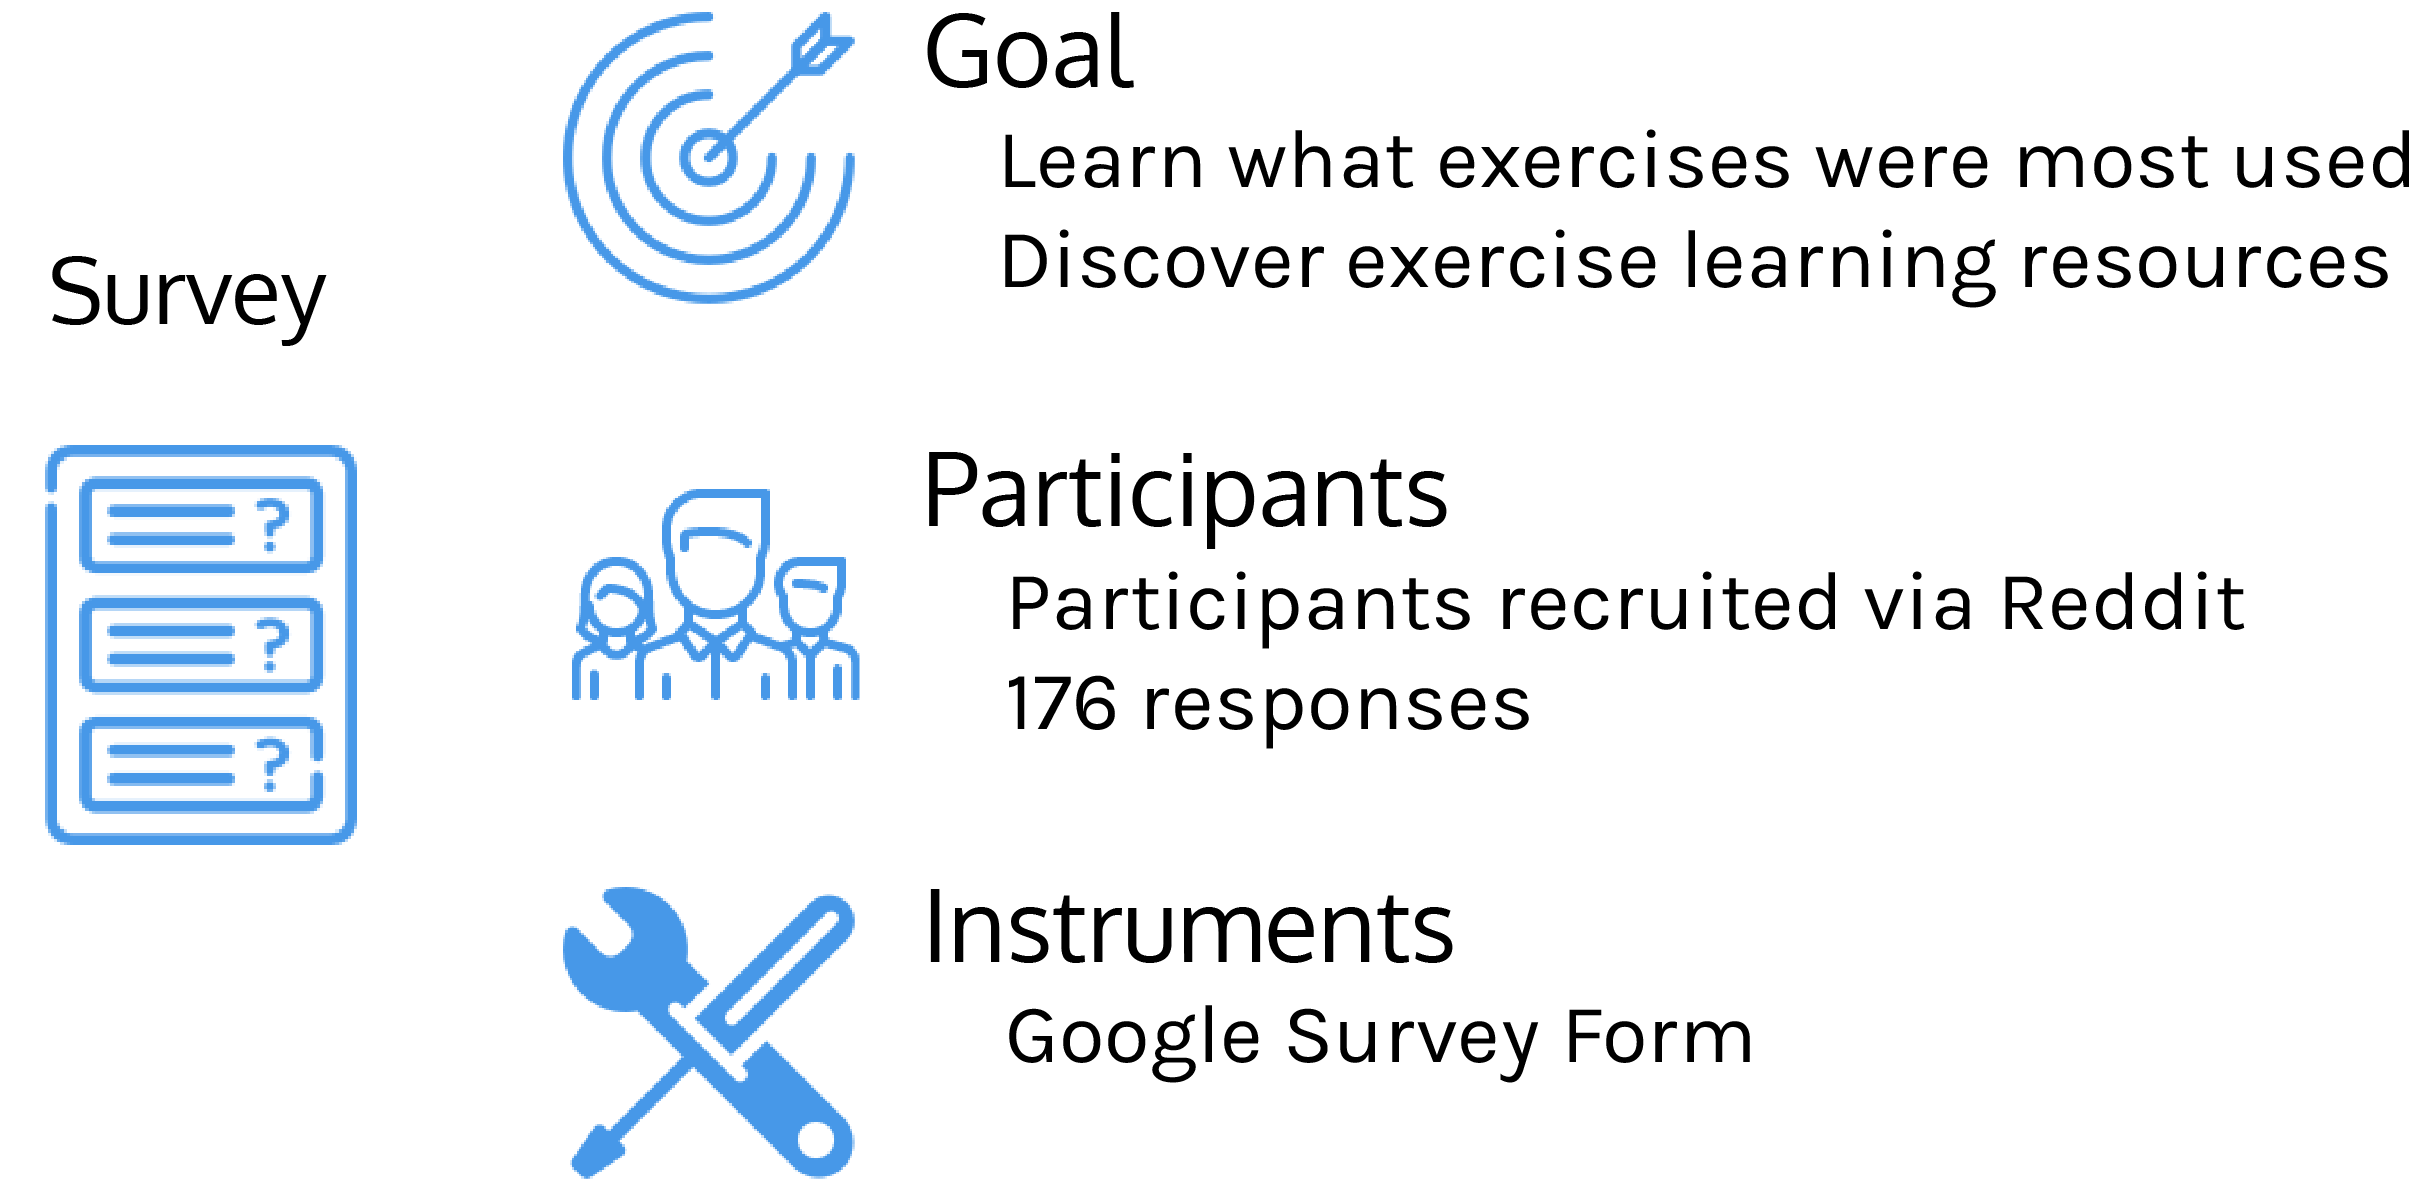 Survey
Goal
Learn what exercises were most used
Discover exercise learning resources
Participants
Participants recruited via Reddit
176 responses
Instruments
Google Survey Form
? 
?
?